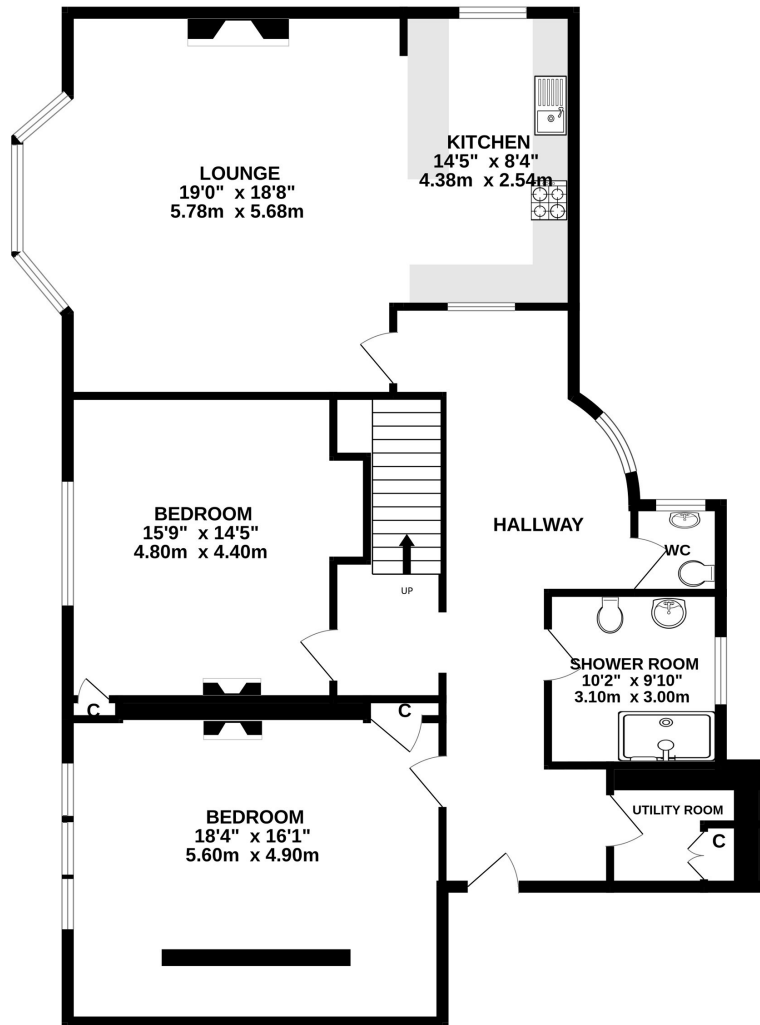 KITCHEN
14'5" x 8'4"
4.38m x 2.54m
LOUNGE
19'0" x 18'8"
5.78m x 5.68m
BEDROOM
15'9" x 14'5"
4.80m x 4.40m
HALLWAY
WC
UP
SHOWER ROOM
10'2" x 9'10"
3.10m x 3.00m
C
C
BEDROOM
18'4" x 16'1"
5.60m x 4.90m
UTILITY ROOM
C